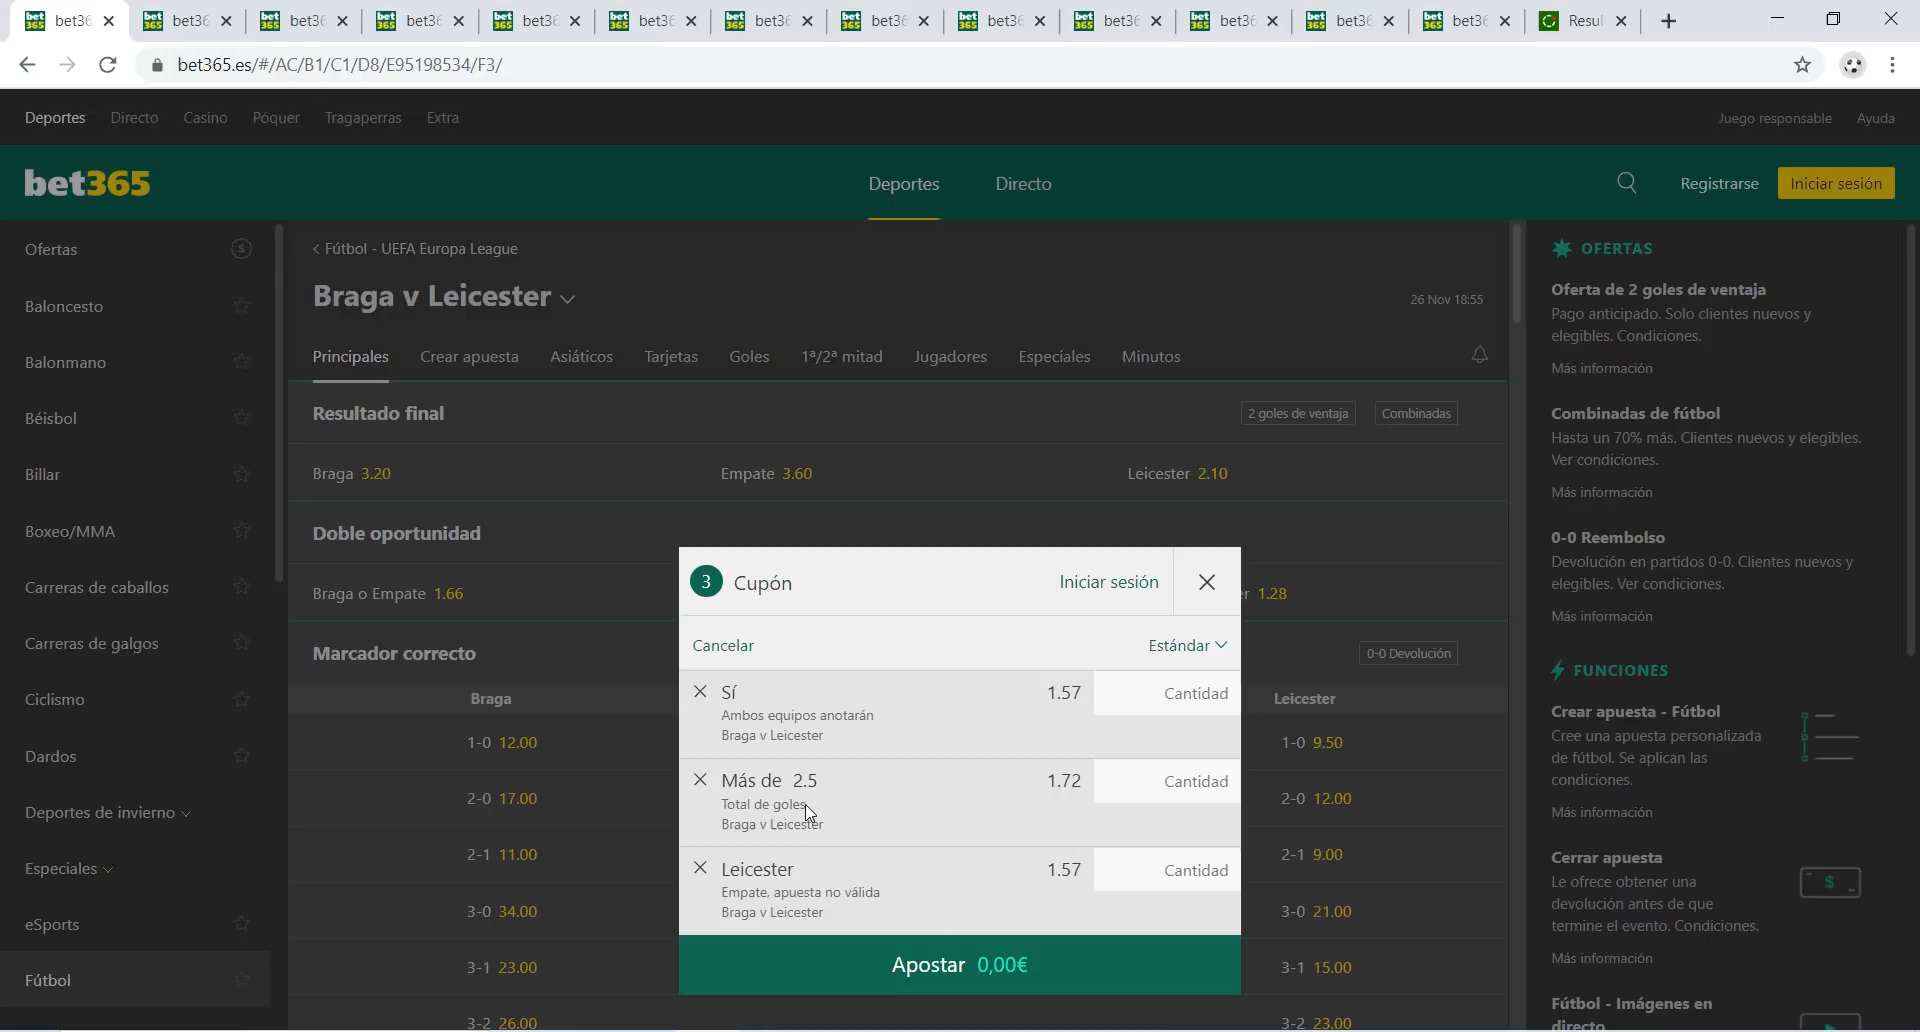 bet36 bet36 bet36 bet36 bet36 bet36 bet36 bet36 bet36 bet36 bet36 bet36 bet36 Resul
bet365.es/#/AC/B1/C1/D8/E95198534/F3/
Deportes Directo Casino Póquer Tragaperras Extra Juego responsable Ayuda
bet365 Deportes Directo Registrarse Iniciar sesión
Ofertas
Baloncesto
Balonmano
Béisbol
Billar
Boxeo/MMA
Carreras de caballos
Carreras de galgos
Ciclismo
Dardos
Deportes de invierno
Especiales
eSports
Fútbol
< Fútbol - UEFA Europa League
Braga v Leicester
26 Nov 18:55
Principales Crear apuesta Asiáticos Tarjetas Goles 1ª/2ª mitad Jugadores Especiales Minutos
Resultado final 2 goles de ventaja Combinadas
Braga 3.20 Empate 3.60 Leicester 2.10
Doble oportunidad
Braga o Empate 1.66 er 1.28
Marcador correcto 0-0 Devolución
Braga Leicester
1-0 12.00 1-0 9.50
2-0 17.00 2-0 12.00
2-1 11.00 2-1 9.00
3-0 34.00 3-0 21.00
3-1 23.00 3-1 15.00
3-2 26.00 3-2 23.00
3 Cupón Iniciar sesión
Cancelar Estándar
Sí 1.57 Cantidad
Ambos equipos anotarán
Braga v Leicester
Más de 2.5 1.72 Cantidad
Total de goles
Braga v Leicester
Leicester 1.57 Cantidad
Empate, apuesta no válida
Braga v Leicester
Apostar 0,00€
OFERTAS
Oferta de 2 goles de ventaja
Pago anticipado. Solo clientes nuevos y
elegibles. Condiciones.
Más información
Combinadas de fútbol
Hasta un 70% más. Clientes nuevos y elegibles.
Ver condiciones.
Más información
0-0 Reembolso
Devolución en partidos 0-0. Clientes nuevos y
elegibles. Ver condiciones.
Más información
FUNCIONES
Crear apuesta - Fútbol
Cree una apuesta personalizada
de fútbol. Se aplican las
condiciones.
Más información
Cerrar apuesta
Le ofrece obtener una
devolución antes de que
termine el evento. Condiciones.
Más información
Fútbol - Imágenes en
directo